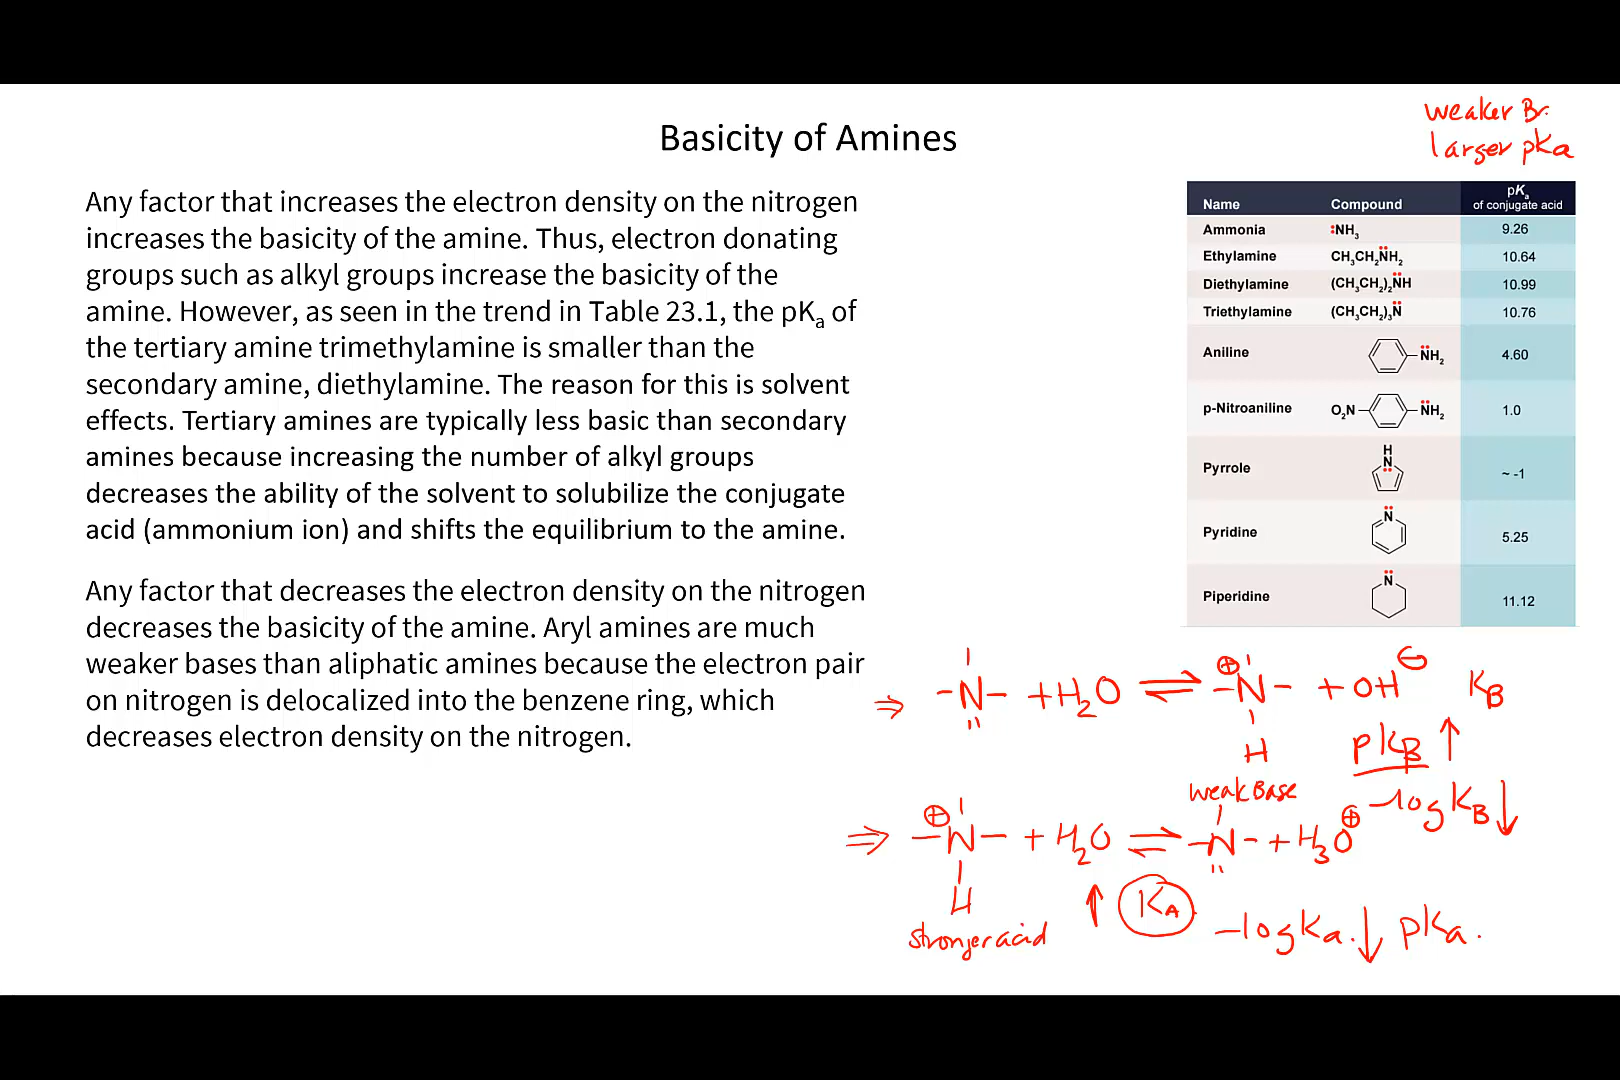 weaker Br.
larger pKa
Basicity of Amines
Any factor that increases the electron density on the nitrogen
increases the basicity of the amine. Thus, electron donating
groups such as alkyl groups increase the basicity of the
amine. However, as seen in the trend in Table 23.1, the pKₐ of
the tertiary amine trimethylamine is smaller than the
secondary amine, diethylamine. The reason for this is solvent
effects. Tertiary amines are typically less basic than secondary
amines because increasing the number of alkyl groups
decreases the ability of the solvent to solubilize the conjugate
acid (ammonium ion) and shifts the equilibrium to the amine.
Any factor that decreases the electron density on the nitrogen
decreases the basicity of the amine. Aryl amines are much
weaker bases than aliphatic amines because the electron pair
on nitrogen is delocalized into the benzene ring, which
decreases electron density on the nitrogen.
Name Compound pKₐ of conjugate acid
Ammonia :NH₃ 9.26
Ethylamine CH₃CH₂N̈H₂ 10.64
Diethylamine (CH₃CH₂)₂N̈H 10.99
Triethylamine (CH₃CH₂)₃N̈ 10.76
Aniline N̈H₂ 4.60
p-Nitroaniline O₂N N̈H₂ 1.0
Pyrrole H N ~ -1
Pyridine N̈ 5.25
Piperidine N̈ 11.12
⇒ -N- + H₂O ⇌ ⊕ -N- H + OH ⊖ KB
pKB ↑
-log KB ↓
weak Base
⇒ ⊕ -N- H + H₂O ⇌ -N- + H₃O ⊕
stronger acid ↑ KA -log Ka. ↓ pKa.